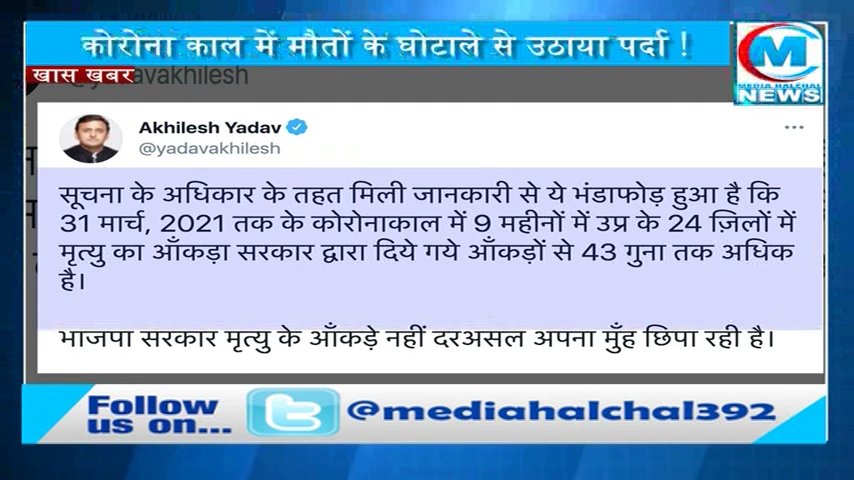 कोरोना काल में मौतों के घोटाले से उठाया पर्दा !
MEDIA HALCHAL
NEWS
खास खबर
yadavakhilesh
Akhilesh Yadav
@yadavakhilesh
सूचना के अधिकार के तहत मिली जानकारी से ये भंडाफोड़ हुआ है कि
31 मार्च, 2021 तक के कोरोनाकाल में 9 महीनों में उप्र के 24 ज़िलों में
मृत्यु का आँकड़ा सरकार द्वारा दिये गये आँकड़ों से 43 गुना तक अधिक
है।
भाजपा सरकार मृत्यु के आँकड़े नहीं दरअसल अपना मुँह छिपा रही है।
Follow
us on...
@mediahalchal392